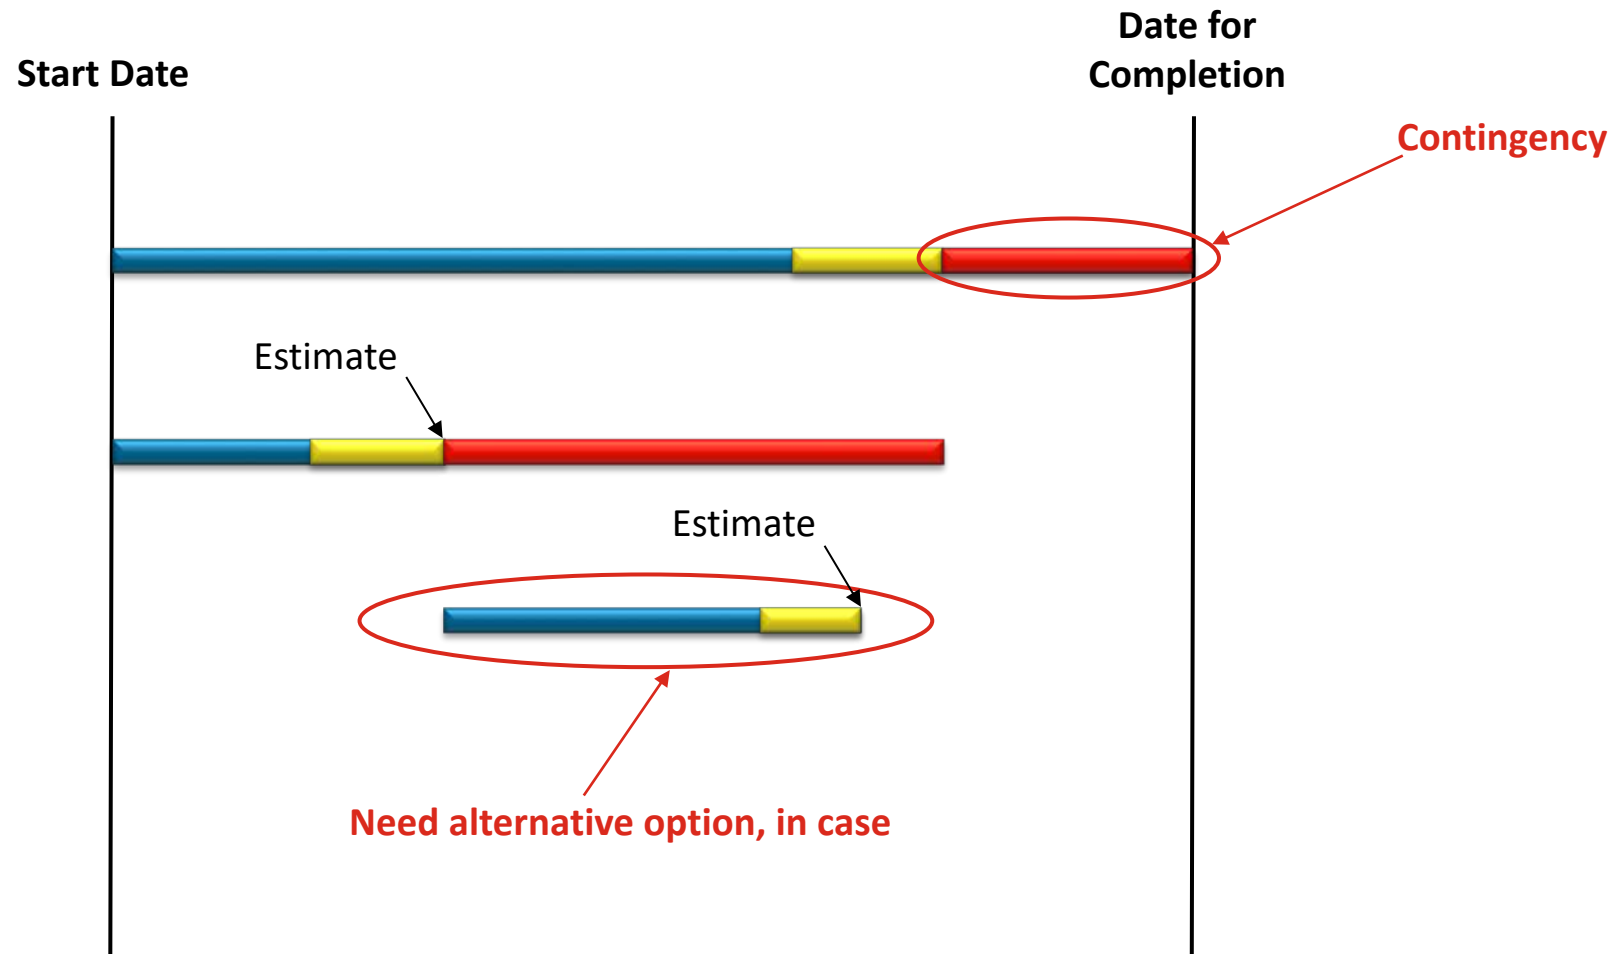 Start Date
Date for
Completion
Contingency
Estimate
Estimate
Need alternative option, in case